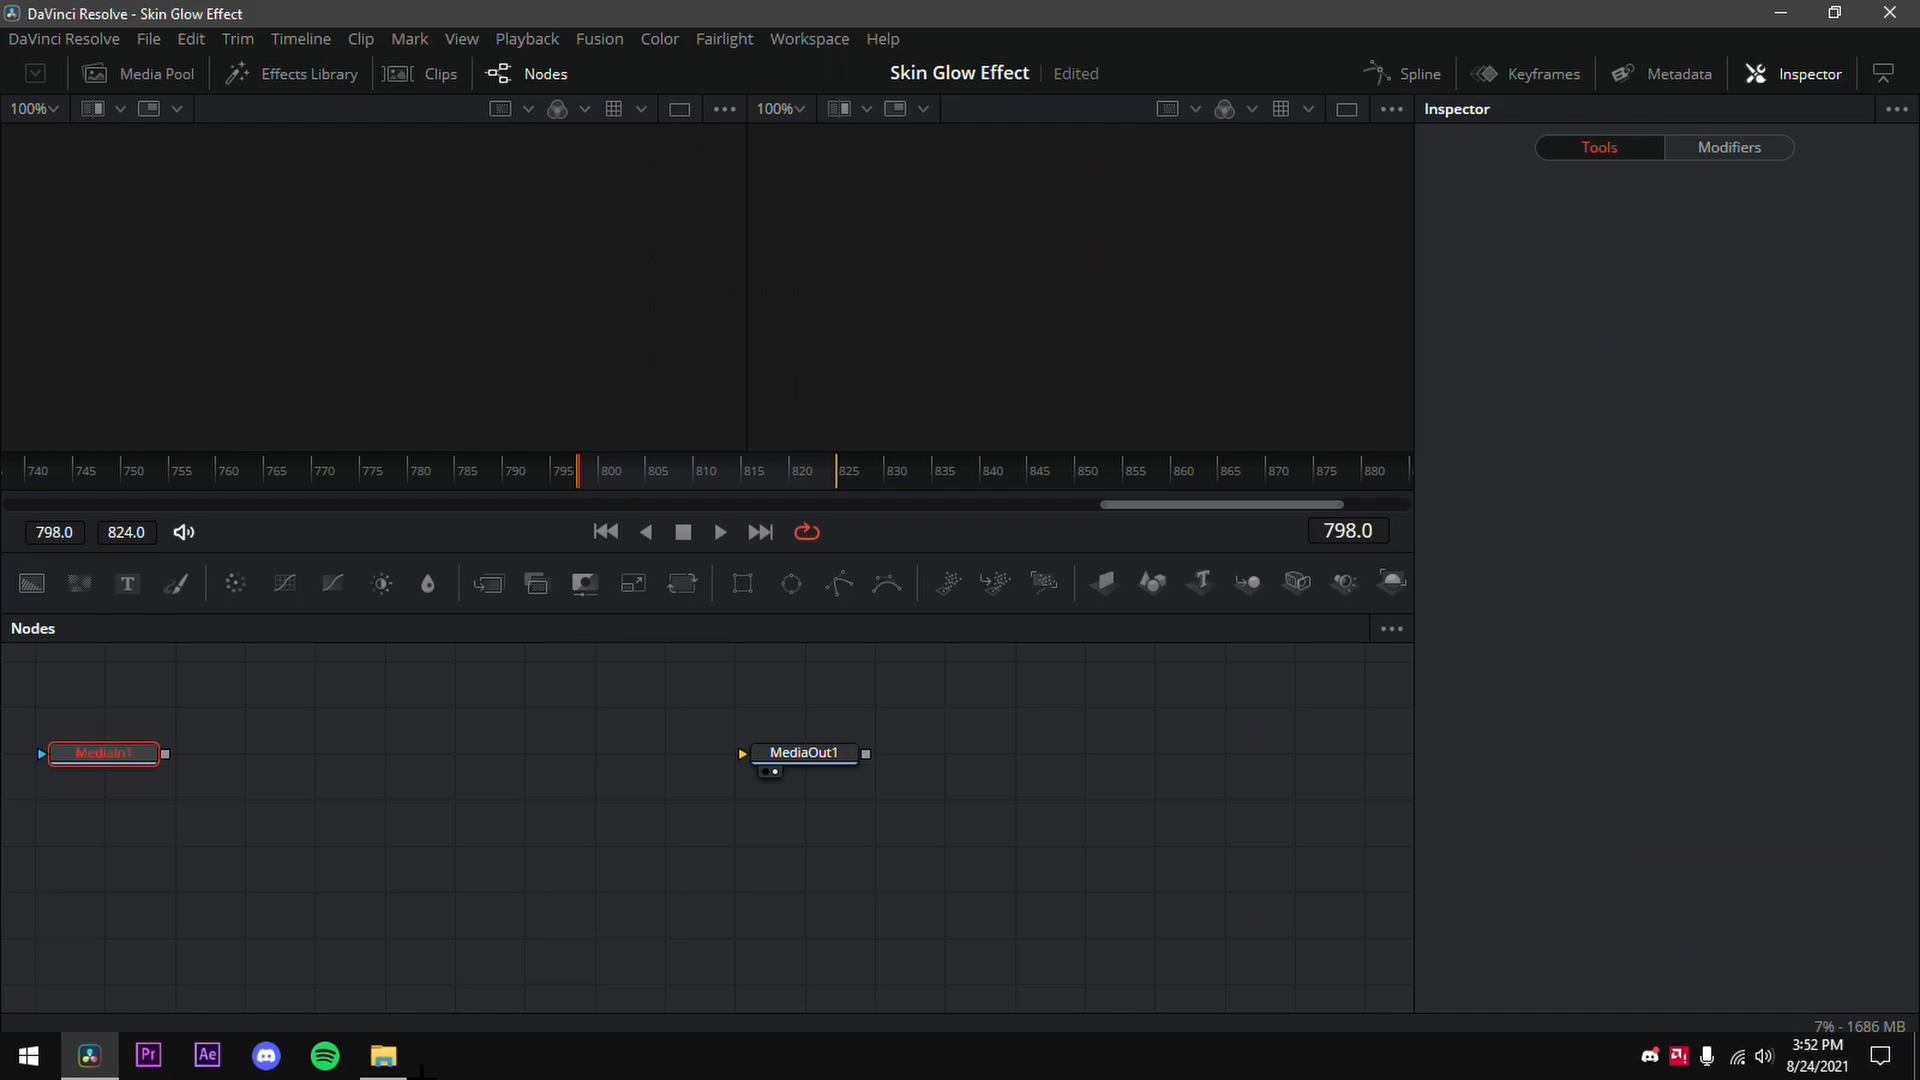 DaVinci Resolve - Skin Glow Effect
DaVinci Resolve File Edit Trim Timeline Clip Mark View Playback Fusion Color Fairlight Workspace Help
Media Pool Effects Library Clips Nodes Skin Glow Effect Edited Spline Keyframes Metadata Inspector
100% 100% Inspector
Tools Modifiers
740 745 750 755 760 765 770 775 780 785 790 795 800 805 810 815 820 825 830 835 840 845 850 855 860 865 870 875 880
798.0 824.0 798.0
T T
Nodes
MediaIn1 MediaOut1
7% - 1686 MB
Pr Ae
3:52 PM
8/24/2021